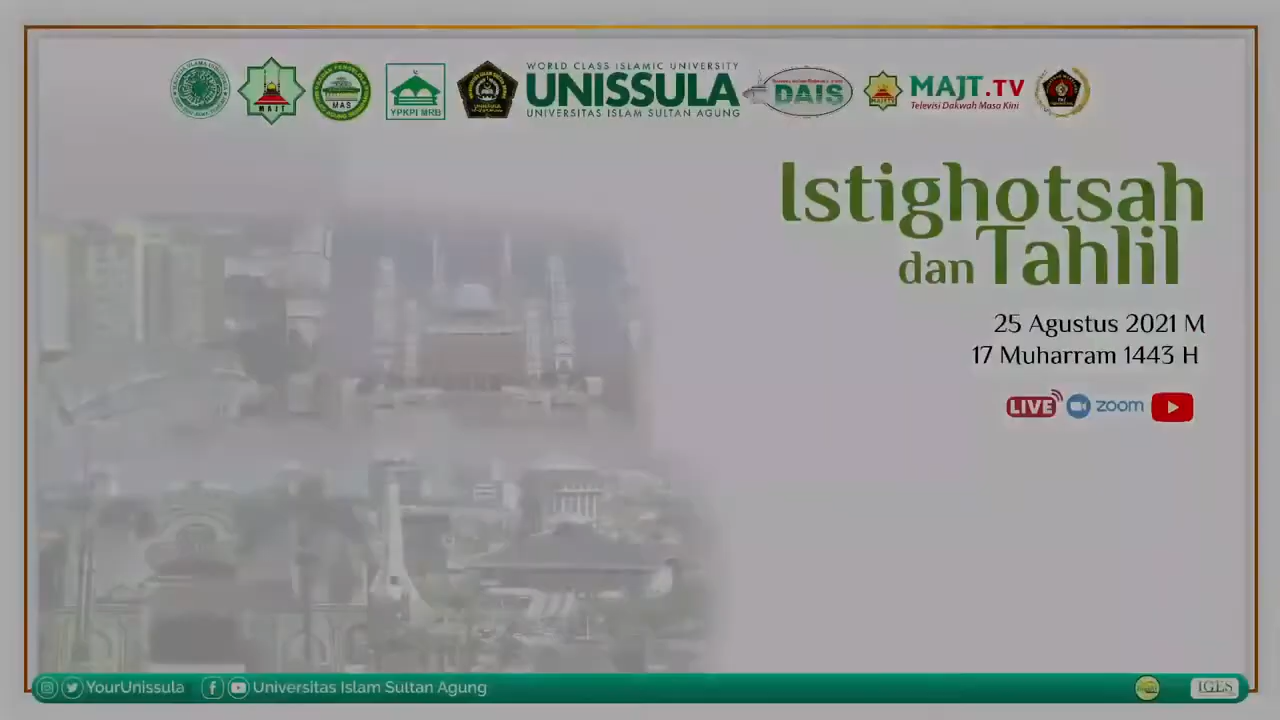 MAJT
MAS
YPKPI MRB
WORLD CLASS ISLAMIC UNIVERSITY
UNISSULA
UNIVERSITAS ISLAM SULTAN AGUNG
DAIS
MAJT.TV
Televisi Dakwah Masa Kini
Istighotsah
dan Tahlil
25 Agustus 2021 M
17 Muharram 1443 H
LIVE zoom
YourUnissula Universitas Islam Sultan Agung
IGES